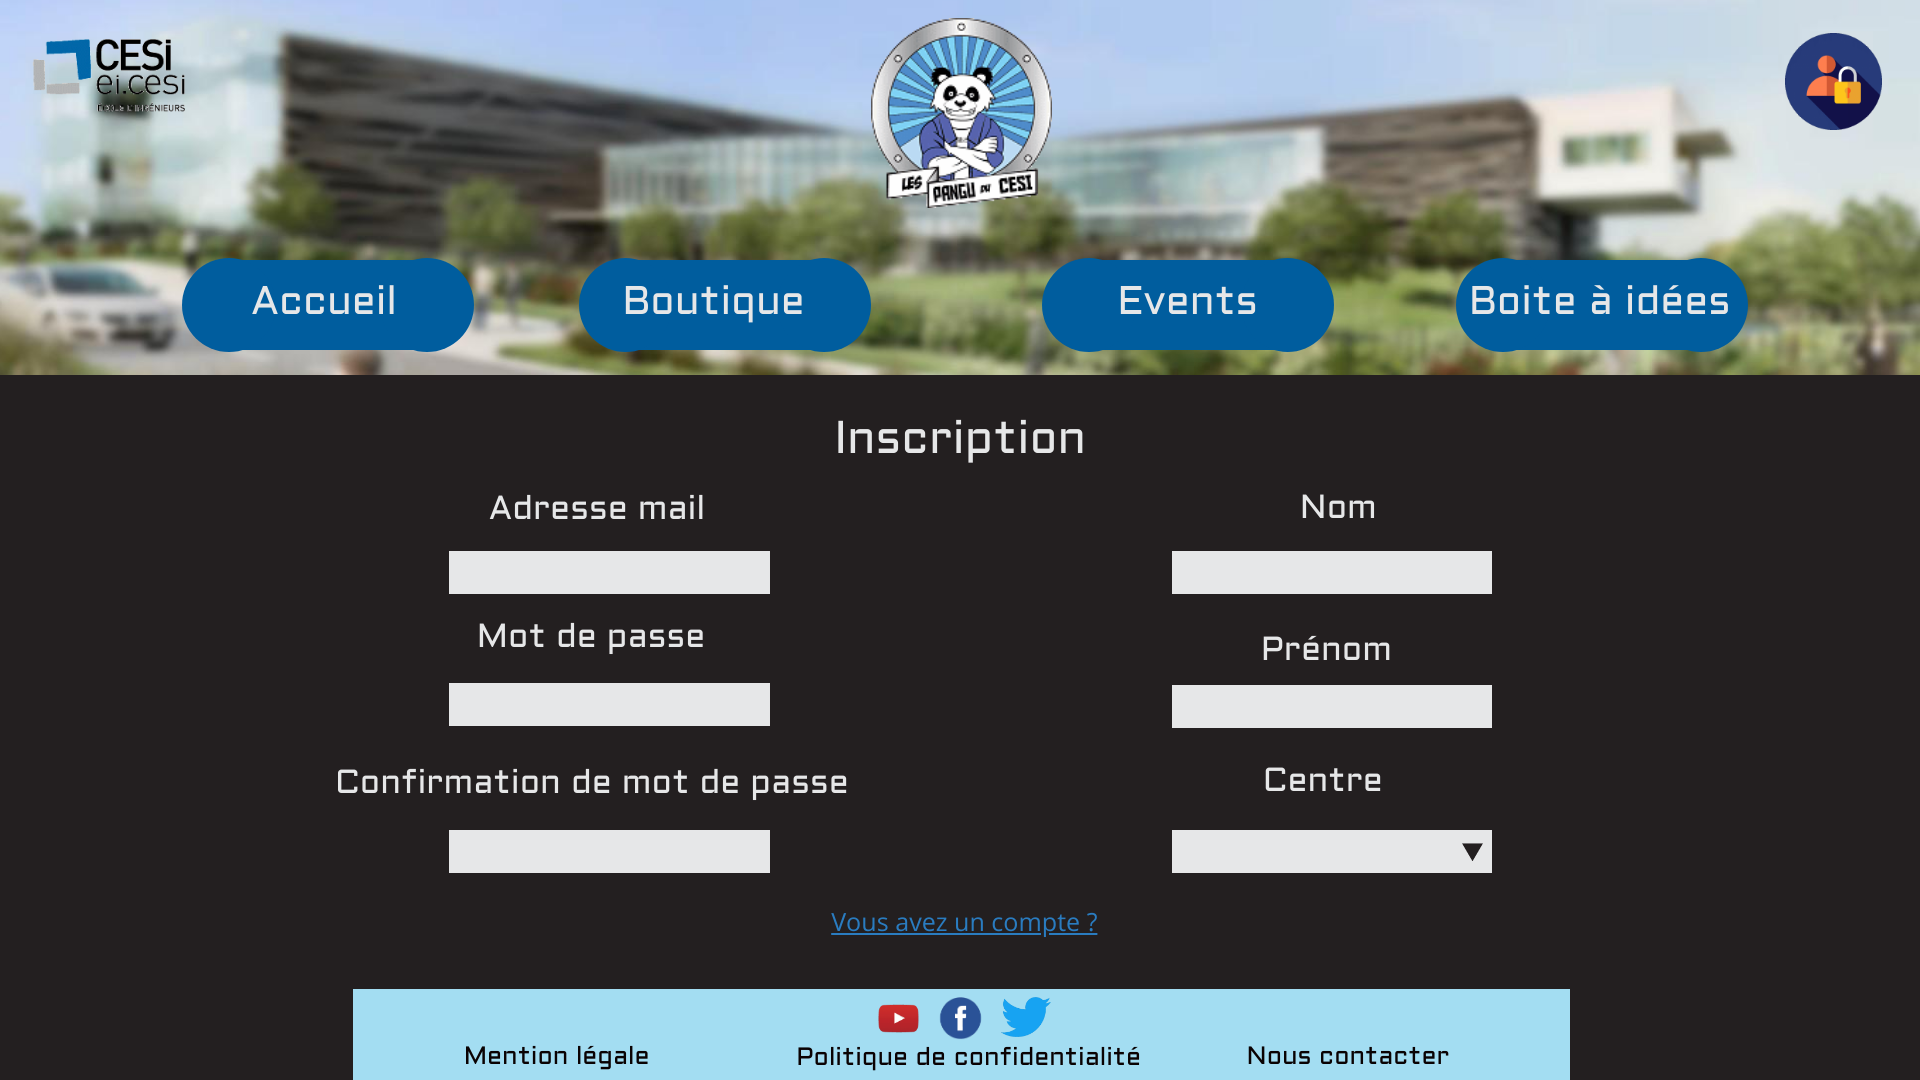 CESi
ei.cesi
ÉCOLE D'INGÉNIEURS
LES PANGU DU CESI
Accueil
Boutique
Events
Boite à idées
Inscription
Adresse mail
Nom
Mot de passe
Prénom
Confirmation de mot de passe
Centre
Vous avez un compte ?
Mention légale
Politique de confidentialité
Nous contacter